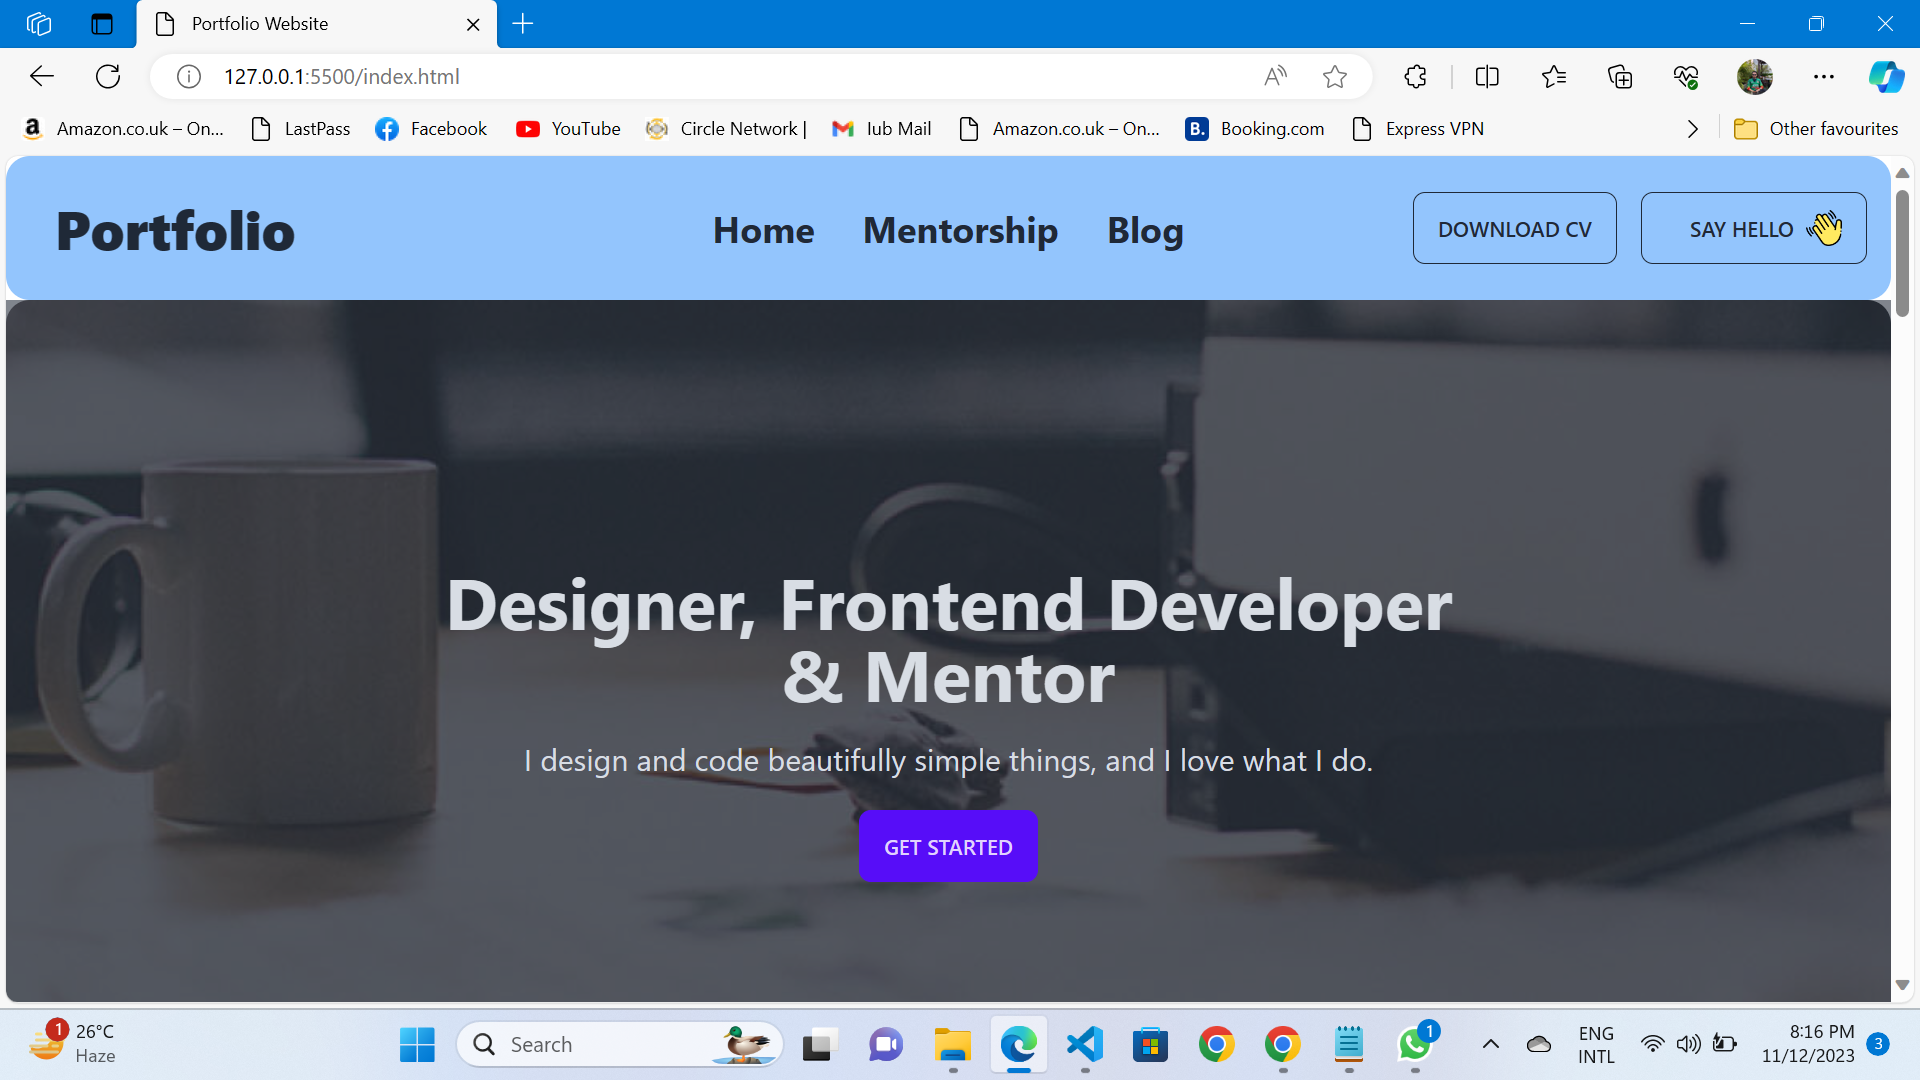 Portfolio Website
127.0.0.1:5500/index.html
Amazon.co.uk – On... LastPass Facebook YouTube Circle Network | Iub Mail Amazon.co.uk – On... Booking.com Express VPN Other favourites
Portfolio Home Mentorship Blog DOWNLOAD CV SAY HELLO
Designer, Frontend Developer
& Mentor
I design and code beautifully simple things, and I love what I do.
GET STARTED
1 26°C
Haze
Search
1
ENG
INTL
8:16 PM
11/12/2023
3